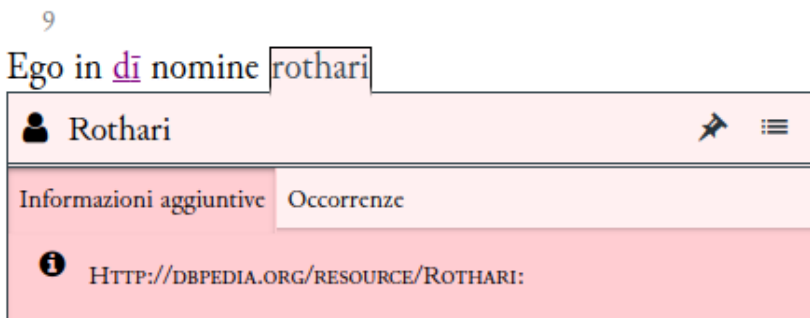 9
Ego in dī nomine rothari
Rothari
Informazioni aggiuntive Occorrenze
HTTP://DBPEDIA.ORG/RESOURCE/ROTHARI: